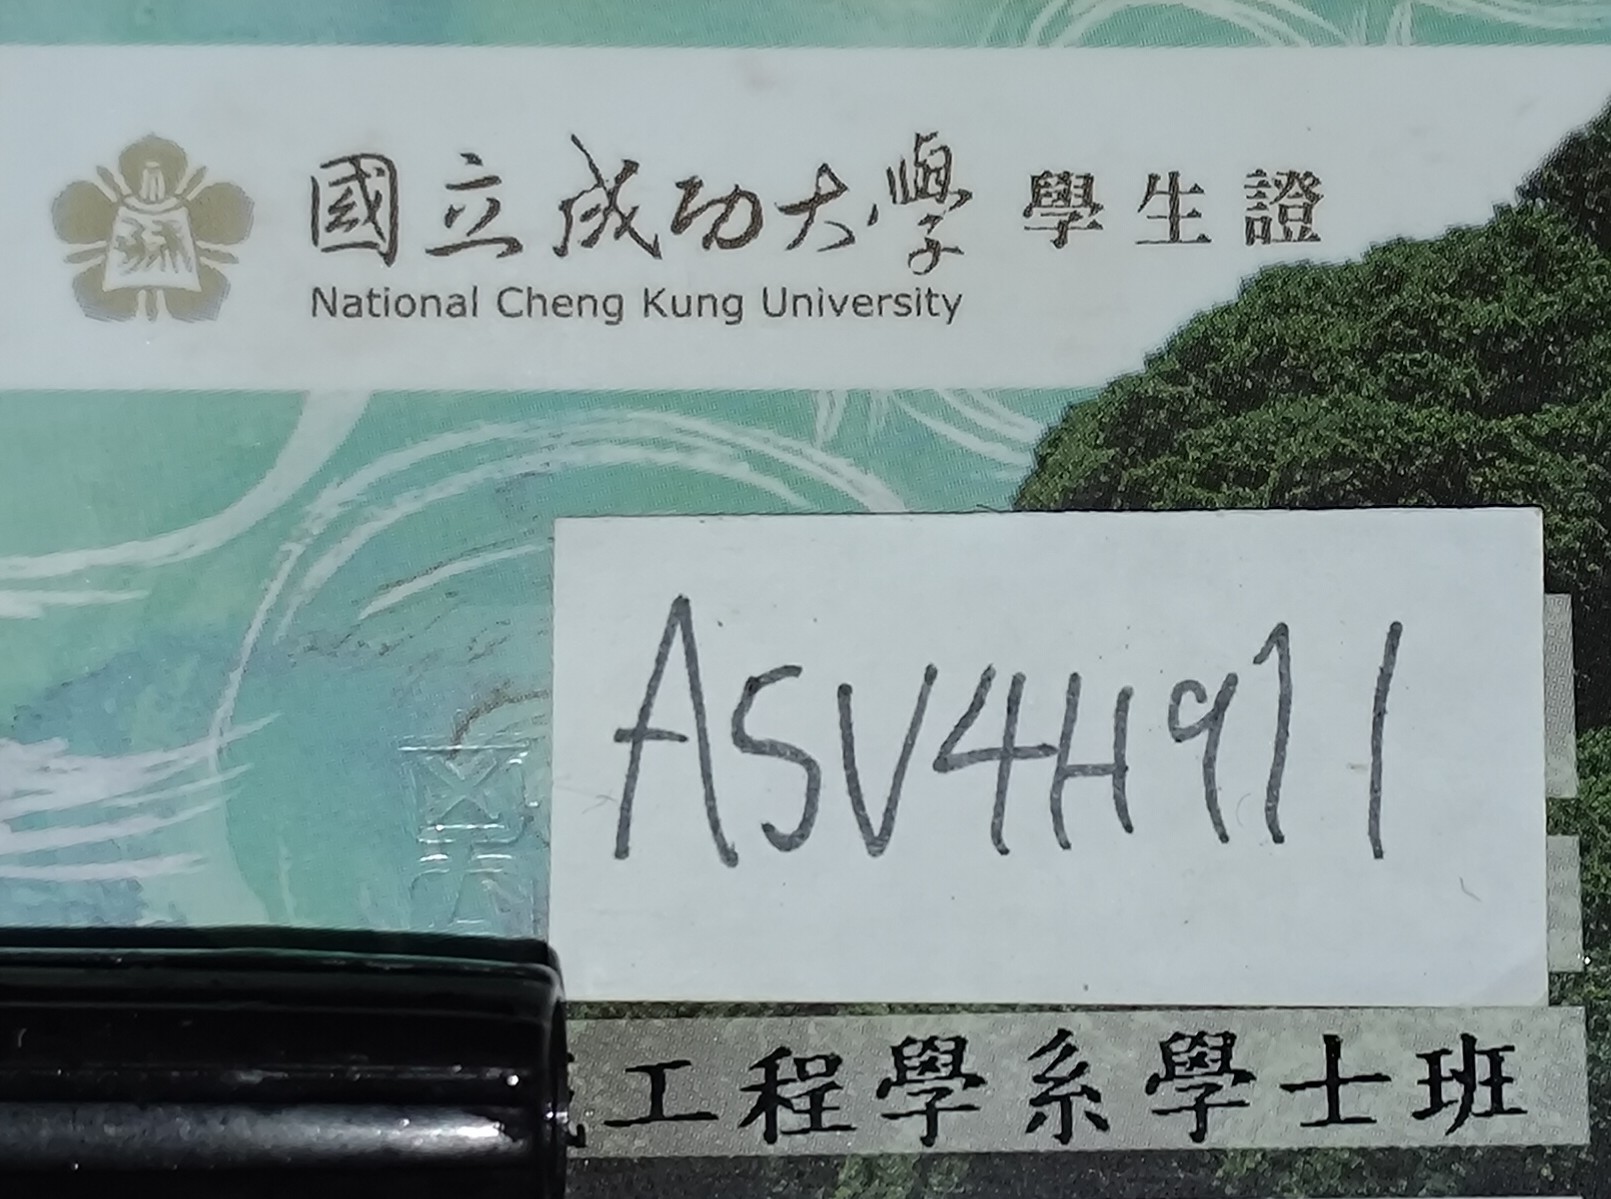 國立成功大學 學生證
National Cheng Kung University
ASV4H971
工程學系學士班